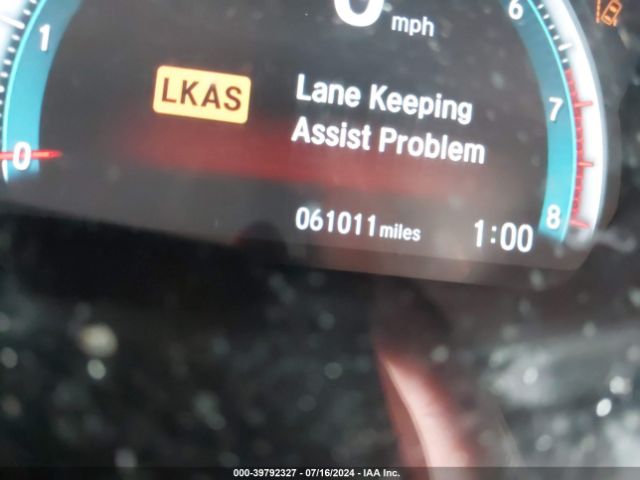 0
mph
6
1
LKAS
Lane Keeping
Assist Problem
7
0
8
061011 miles
1:00
000-39792327 - 07/16/2024 - IAA Inc.